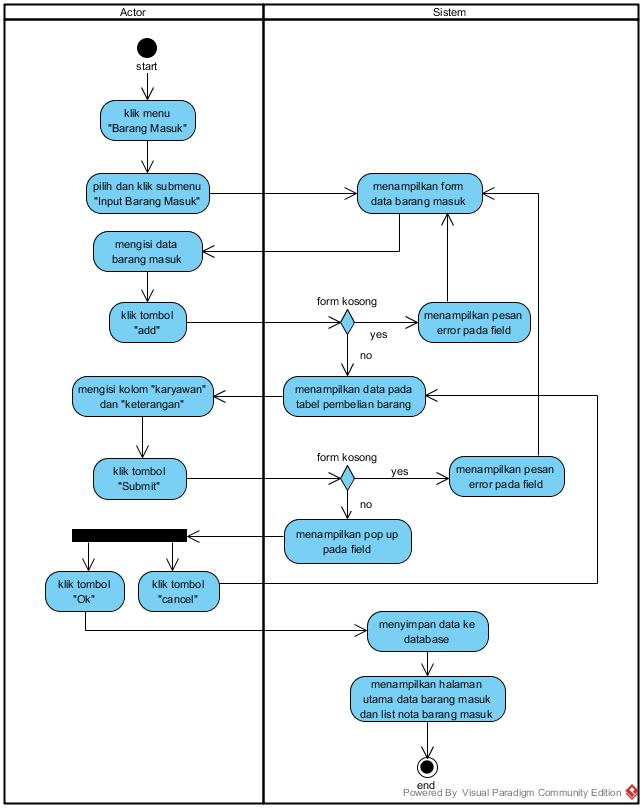 Actor
Sistem
start
klik menu
"Barang Masuk"
pilih dan klik submenu
"Input Barang Masuk"
menampilkan form
data barang masuk
mengisi data
barang masuk
klik tombol
"add"
form kosong
yes
no
menampilkan pesan
error pada field
mengisi kolom "karyawan"
dan "keterangan"
menampilkan data pada
tabel pembelian barang
klik tombol
"Submit"
form kosong
yes
no
menampilkan pesan
error pada field
menampilkan pop up
pada field
klik tombol
"Ok"
klik tombol
"cancel"
menyimpan data ke
database
menampilkan halaman
utama data barang masuk
dan list nota barang masuk
end
Powered By Visual Paradigm Community Edition